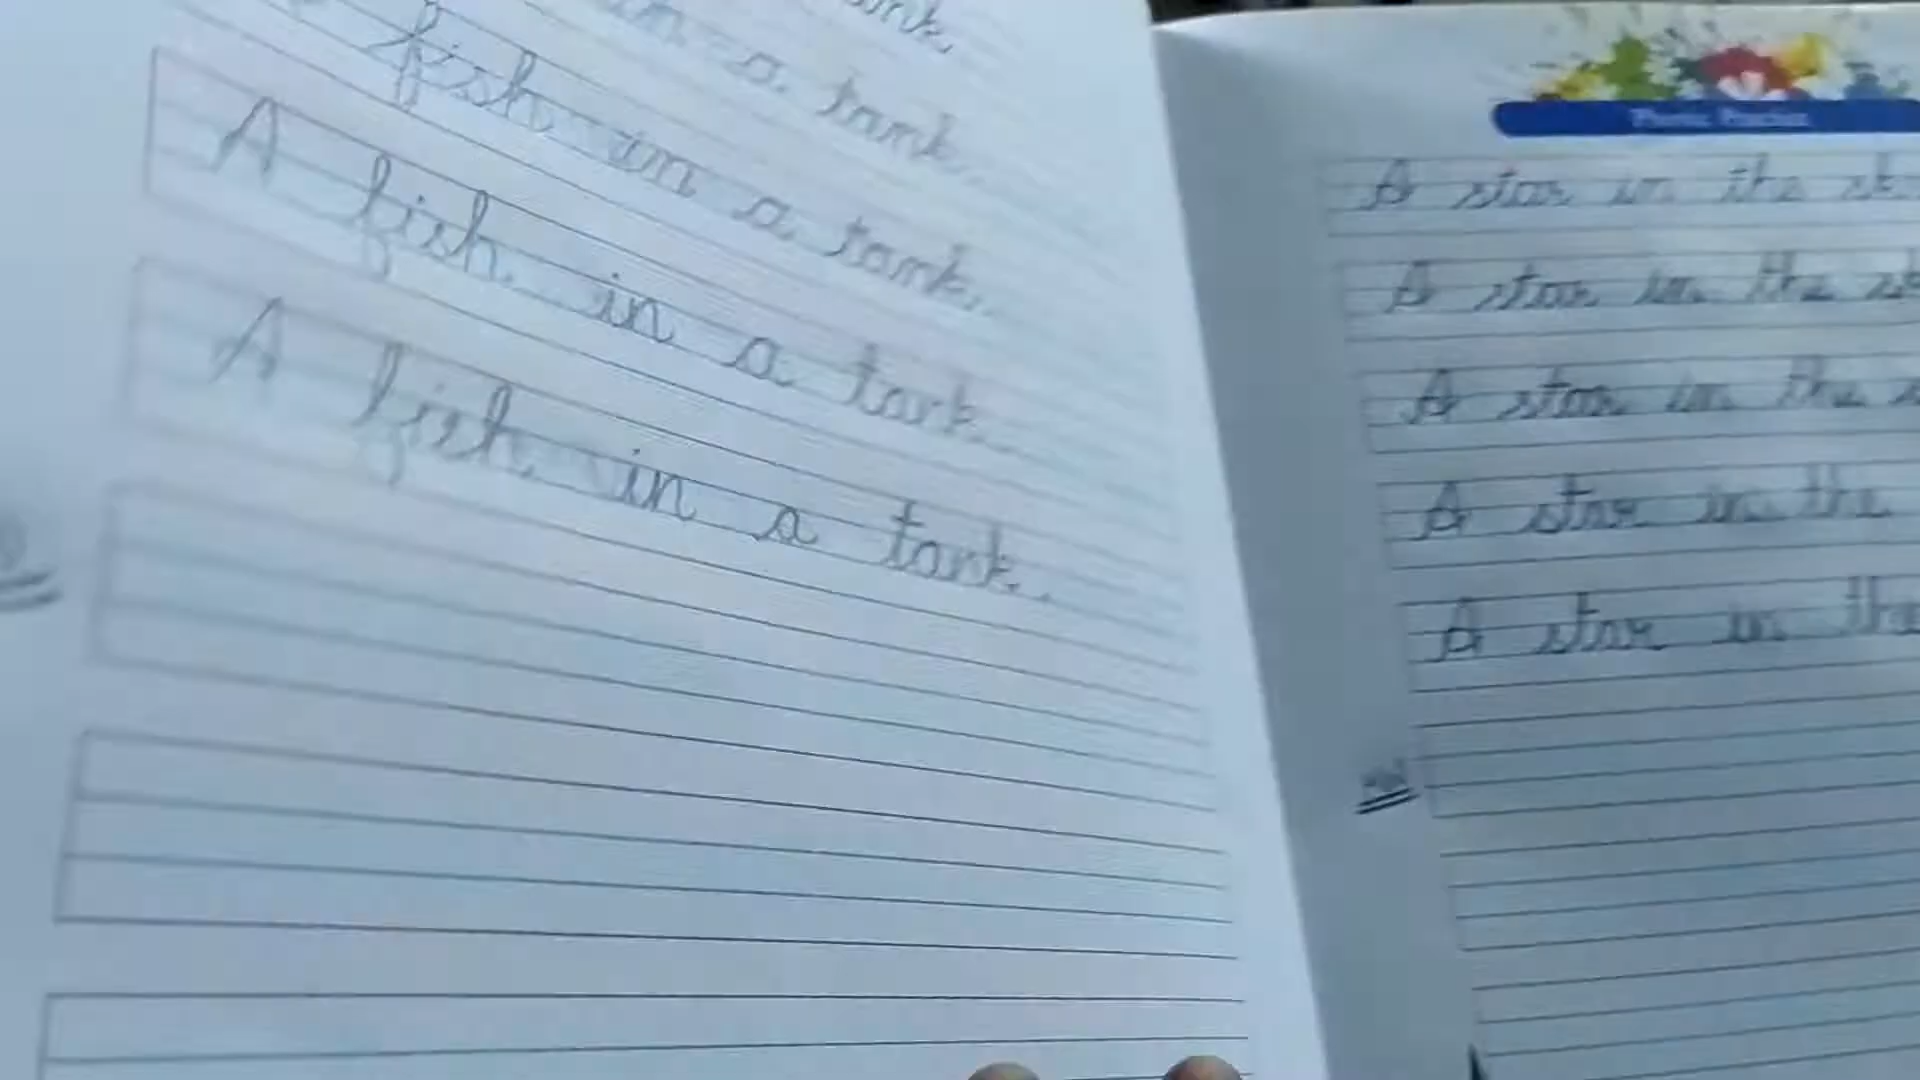 tank.
in a tank.
fish in a tank.
A fish in a tank.
A fish in a tank.
A star in the
A star in the
A star in the
A star in the
A star in the